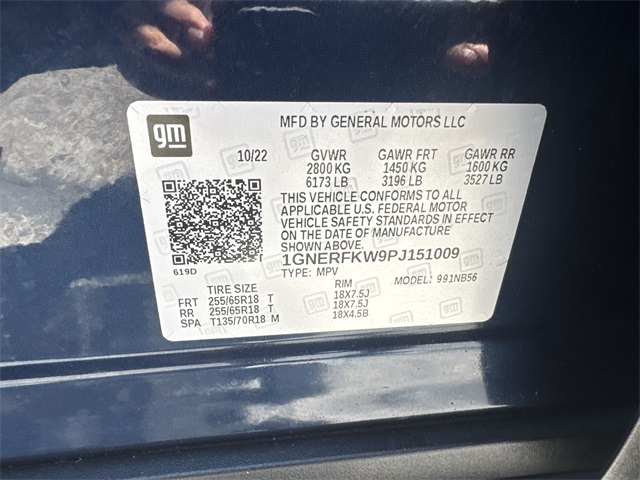 gm
MFD BY GENERAL MOTORS LLC
10/22 GVWR GAWR FRT GAWR RR
2800 KG 1450 KG 1600 KG
6173 LB 3196 LB 3527 LB
THIS VEHICLE CONFORMS TO ALL
APPLICABLE U.S. FEDERAL MOTOR
VEHICLE SAFETY STANDARDS IN EFFECT
ON THE DATE OF MANUFACTURE
SHOWN ABOVE.
1GNERFKW9PJ151009
619D
TYPE: MPV MODEL: 991NB56
TIRE SIZE RIM
FRT 255/65R18 T 18X7.5J
RR 255/65R18 T 18X7.5J
SPA T135/70R18 M 18X4.5B